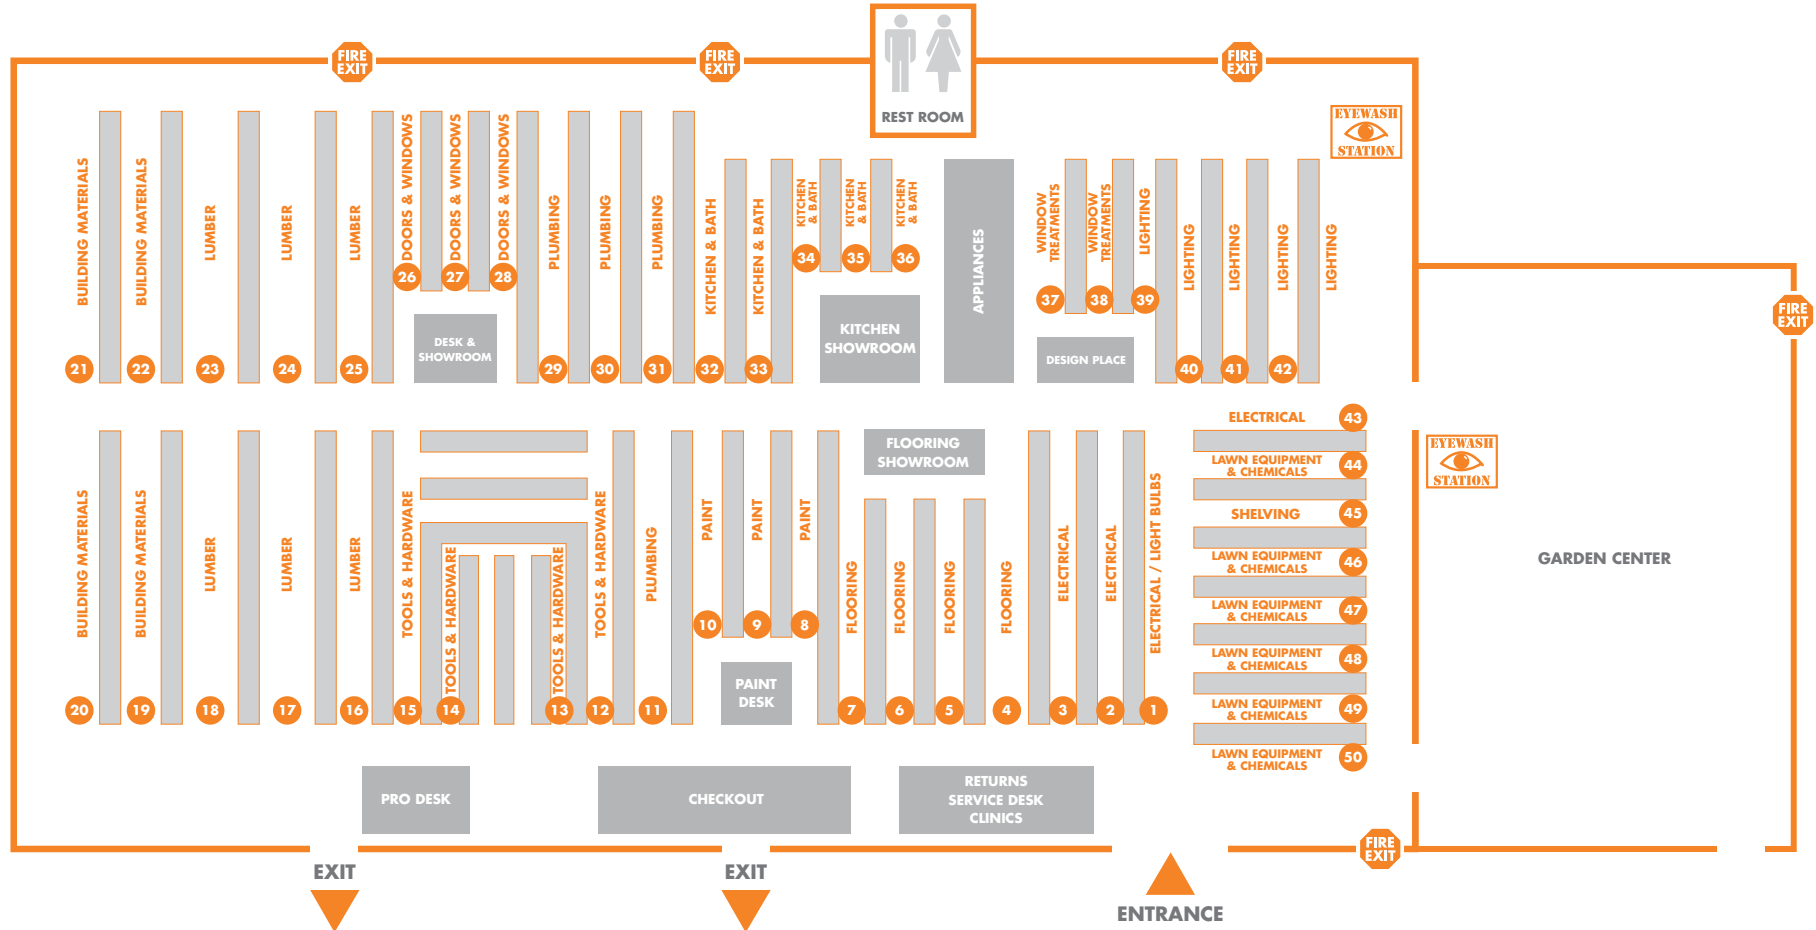 FIRE
EXIT
FIRE
EXIT
REST ROOM
FIRE
EXIT
EYEWASH
STATION
BUILDING MATERIALS
21
BUILDING MATERIALS
22
LUMBER
23
LUMBER
24
LUMBER
25
DOORS & WINDOWS
26
DOORS & WINDOWS
27
DOORS & WINDOWS
28
DESK &
SHOWROOM
PLUMBING
29
PLUMBING
30
PLUMBING
31
KITCHEN & BATH
32
KITCHEN & BATH
33
KITCHEN
& BATH
34
KITCHEN
& BATH
35
KITCHEN
& BATH
36
KITCHEN
SHOWROOM
APPLIANCES
WINDOW
TREATMENTS
37
WINDOW
TREATMENTS
38
LIGHTING
39
DESIGN PLACE
LIGHTING
40
LIGHTING
41
LIGHTING
42
LIGHTING
FIRE
EXIT
BUILDING MATERIALS
20
BUILDING MATERIALS
19
LUMBER
18
LUMBER
17
LUMBER
16
TOOLS & HARDWARE
15
TOOLS & HARDWARE
14
TOOLS & HARDWARE
13
TOOLS & HARDWARE
12
PLUMBING
11
PAINT
10
PAINT
9
PAINT
8
PAINT
DESK
FLOORING
7
FLOORING
6
FLOORING
5
FLOORING
4
FLOORING
SHOWROOM
ELECTRICAL
3
ELECTRICAL
2
ELECTRICAL / LIGHT BULBS
1
ELECTRICAL 43
LAWN EQUIPMENT
& CHEMICALS 44
SHELVING 45
LAWN EQUIPMENT
& CHEMICALS 46
LAWN EQUIPMENT
& CHEMICALS 47
LAWN EQUIPMENT
& CHEMICALS 48
LAWN EQUIPMENT
& CHEMICALS 49
LAWN EQUIPMENT
& CHEMICALS 50
EYEWASH
STATION
GARDEN CENTER
PRO DESK
CHECKOUT
RETURNS
SERVICE DESK
CLINICS
FIRE
EXIT
EXIT
EXIT
ENTRANCE